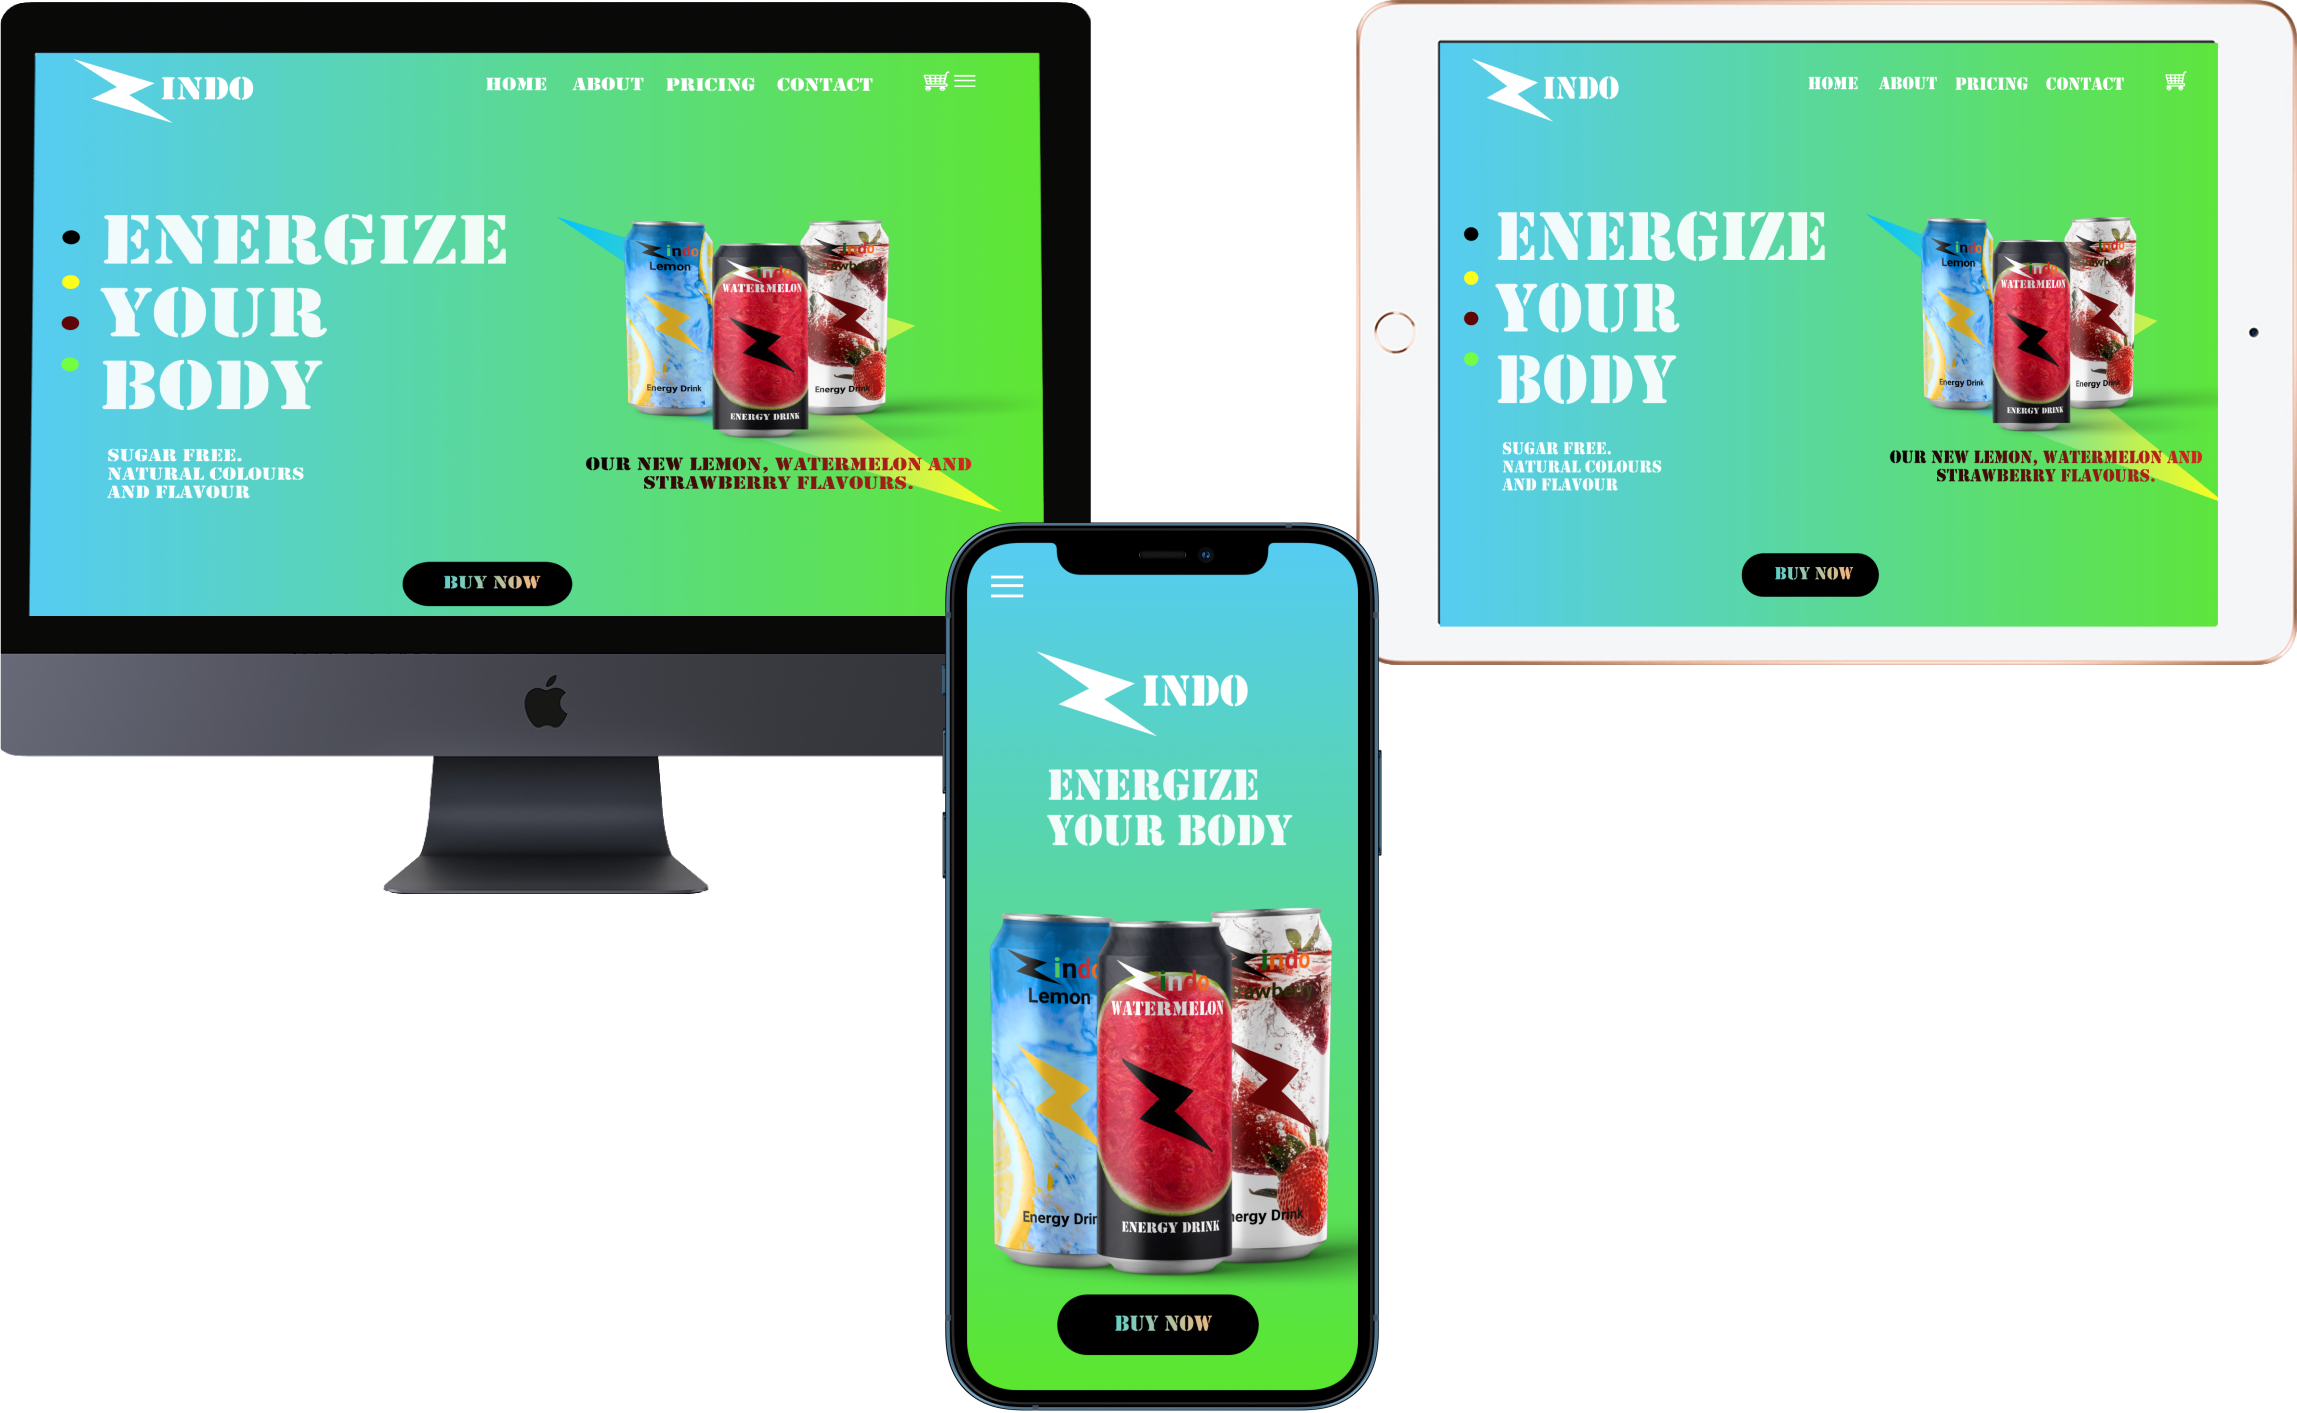 INDO
HOME ABOUT PRICING CONTACT
ENERGIZE
YOUR
BODY
SUGAR FREE.
NATURAL COLOURS
AND FLAVOUR
indo
Lemon
Energy Drink
indo
WATERMELON
ENERGY DRINK
indo
Energy Drink
OUR NEW LEMON, WATERMELON AND
STRAWBERRY FLAVOURS.
BUY NOW
INDO
HOME ABOUT PRICING CONTACT
ENERGIZE
YOUR
BODY
SUGAR FREE.
NATURAL COLOURS
AND FLAVOUR
indo
Lemon
Energy Drink
indo
WATERMELON
ENERGY DRINK
indo
Energy Drink
OUR NEW LEMON, WATERMELON AND
STRAWBERRY FLAVOURS.
BUY NOW
INDO
ENERGIZE
YOUR BODY
indo
Lemon
Energy Drin
indo
WATERMELON
ENERGY DRINK
indo
rawberry
nergy Drink
BUY NOW